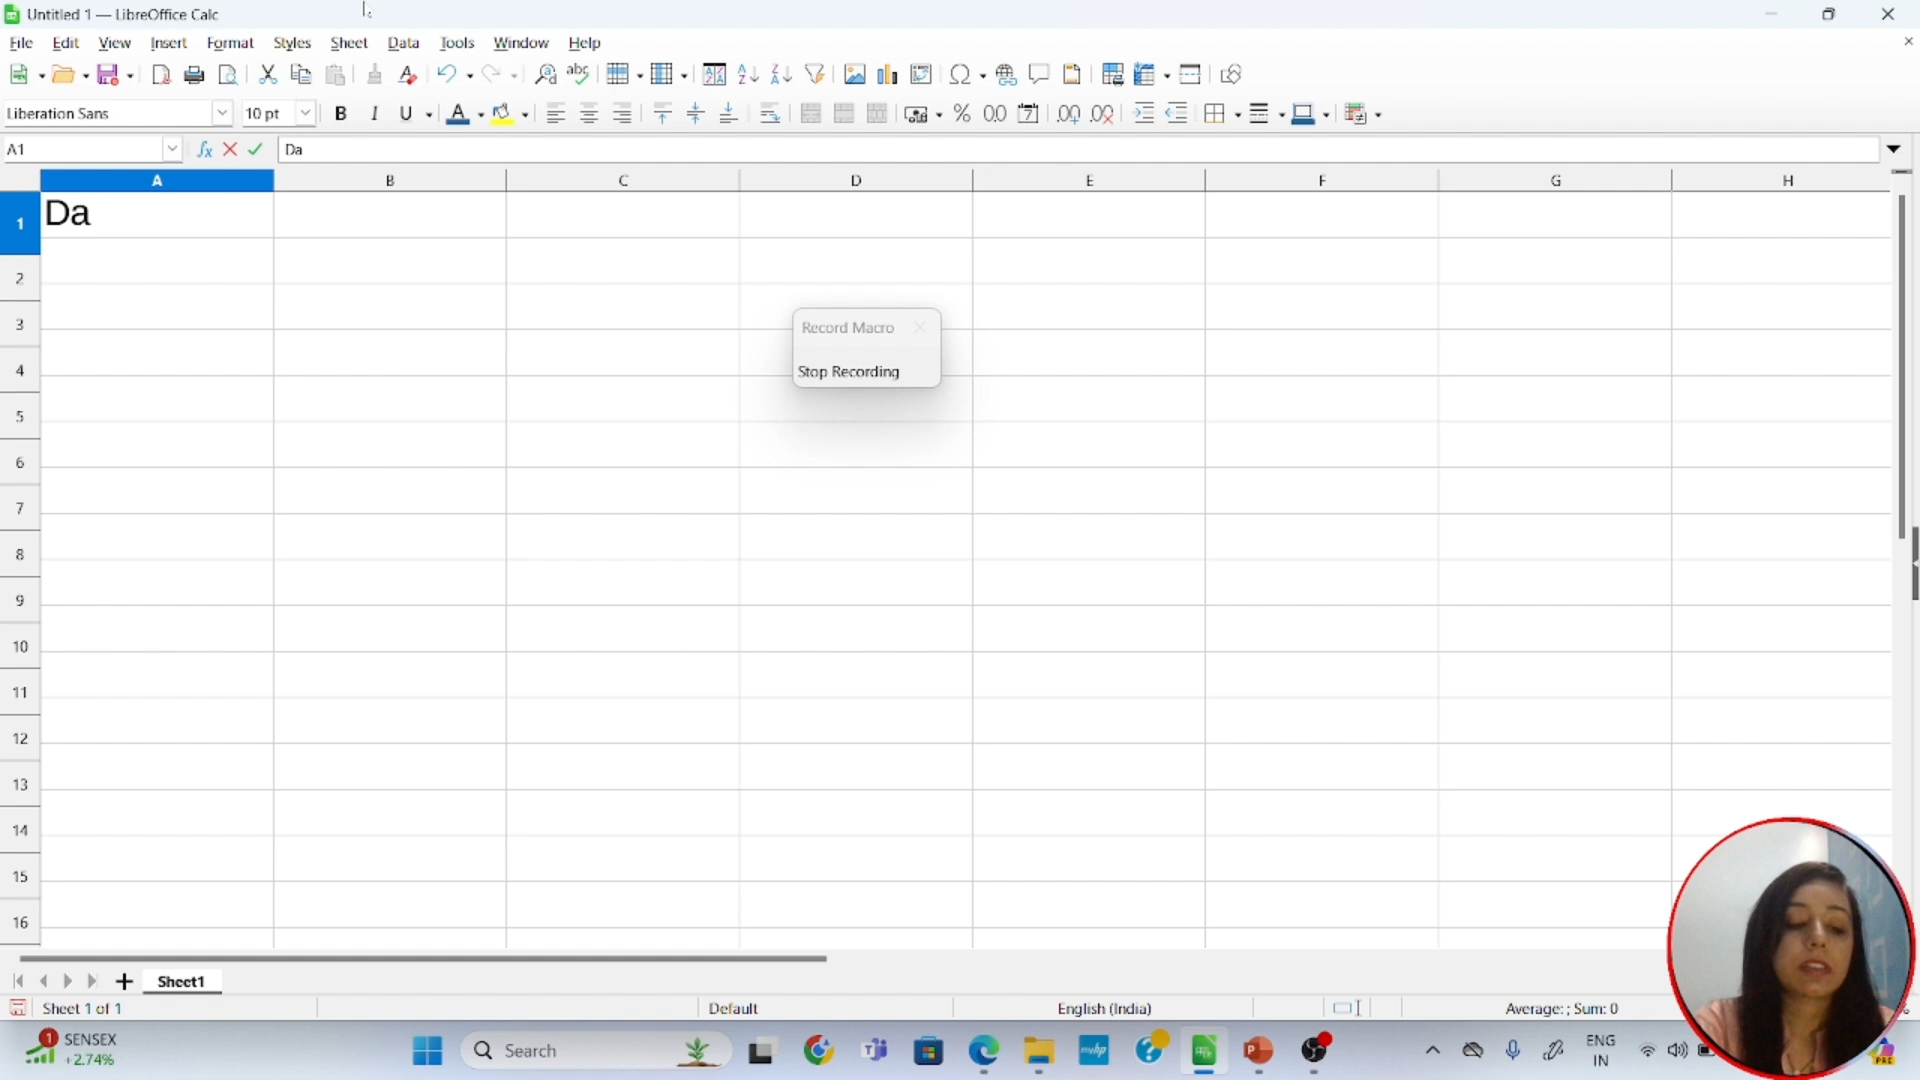 Untitled 1 — LibreOffice Calc
File Edit View Insert Format Styles Sheet Data Tools Window Help
Liberation Sans 10 pt B I U
A1 Da
A B C D E F G H
1 Da
2
3
Record Macro
4
Stop Recording
5
6
7
8
9
10
11
12
13
14
15
16
Sheet1
Sheet 1 of 1 Default English (India) Average: ; Sum: 0
1 SENSEX
+2.74%
Search
myhp
ENG
IN
PRE